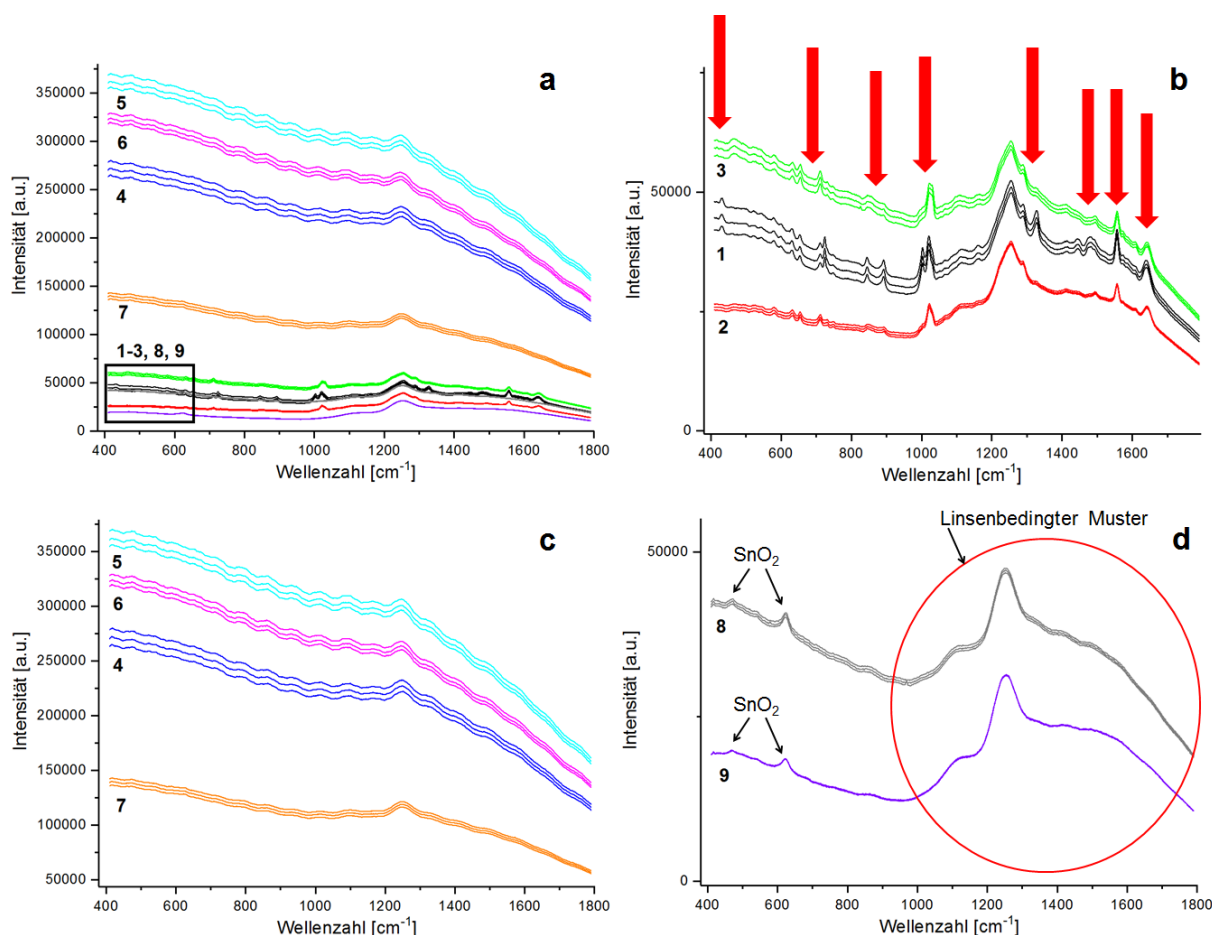 a
350000
300000
250000
200000
150000
100000
50000
0
5
6
4
7
1-3, 8, 9
400 600 800 1000 1200 1400 1600 1800
Intensität [a.u.]
Wellenzahl [cm-1]
b
50000
0
3
1
2
400 600 800 1000 1200 1400 1600
Intensität [a.u.]
Wellenzahl [cm-1]
c
350000
300000
250000
200000
150000
100000
50000
5
6
4
7
400 600 800 1000 1200 1400 1600 1800
Intensität [a.u.]
Wellenzahl [cm-1]
Linsenbedingter Muster
d
50000
0
SnO2
8
SnO2
9
400 600 800 1000 1200 1400 1600 1800
Intensität [a.u.]
Wellenzahl [cm-1]